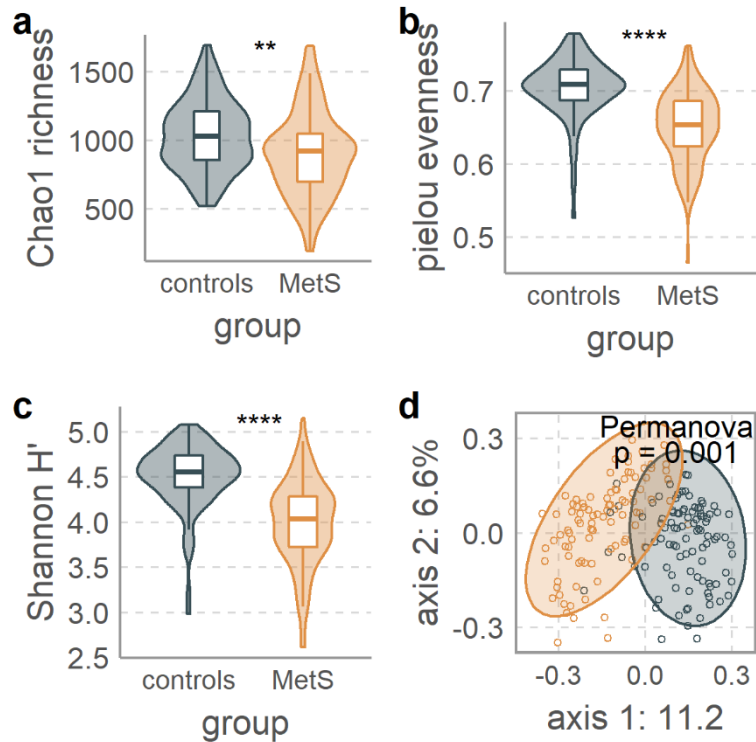 a
Chao1 richness
1500
1000
500
**
controls MetS
group
b
pielou evenness
0.7
0.6
0.5
****
controls MetS
group
c
Shannon H'
5.0
4.5
4.0
3.5
3.0
2.5
****
controls MetS
group
d
axis 2: 6.6%
0.3
0.0
-0.3
Permanova
p = 0.001
-0.3 0.0 0.3
axis 1: 11.2